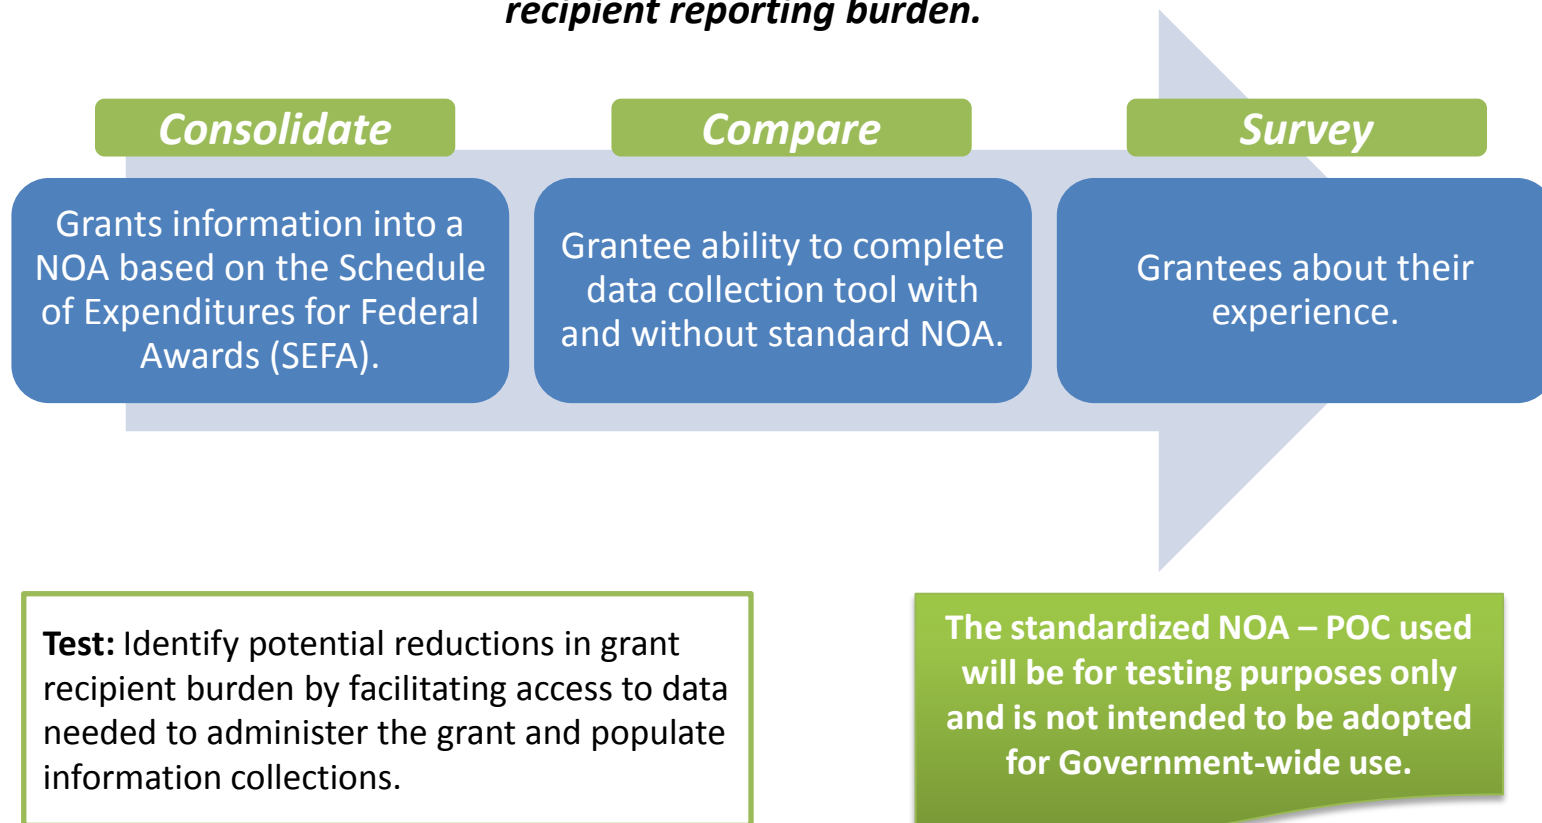 recipient reporting burden.
Consolidate
Grants information into a
NOA based on the Schedule
of Expenditures for Federal
Awards (SEFA).
Compare
Grantee ability to complete
data collection tool with
and without standard NOA.
Survey
Grantees about their
experience.
Test: Identify potential reductions in grant
recipient burden by facilitating access to data
needed to administer the grant and populate
information collections.
The standardized NOA – POC used
will be for testing purposes only
and is not intended to be adopted
for Government-wide use.